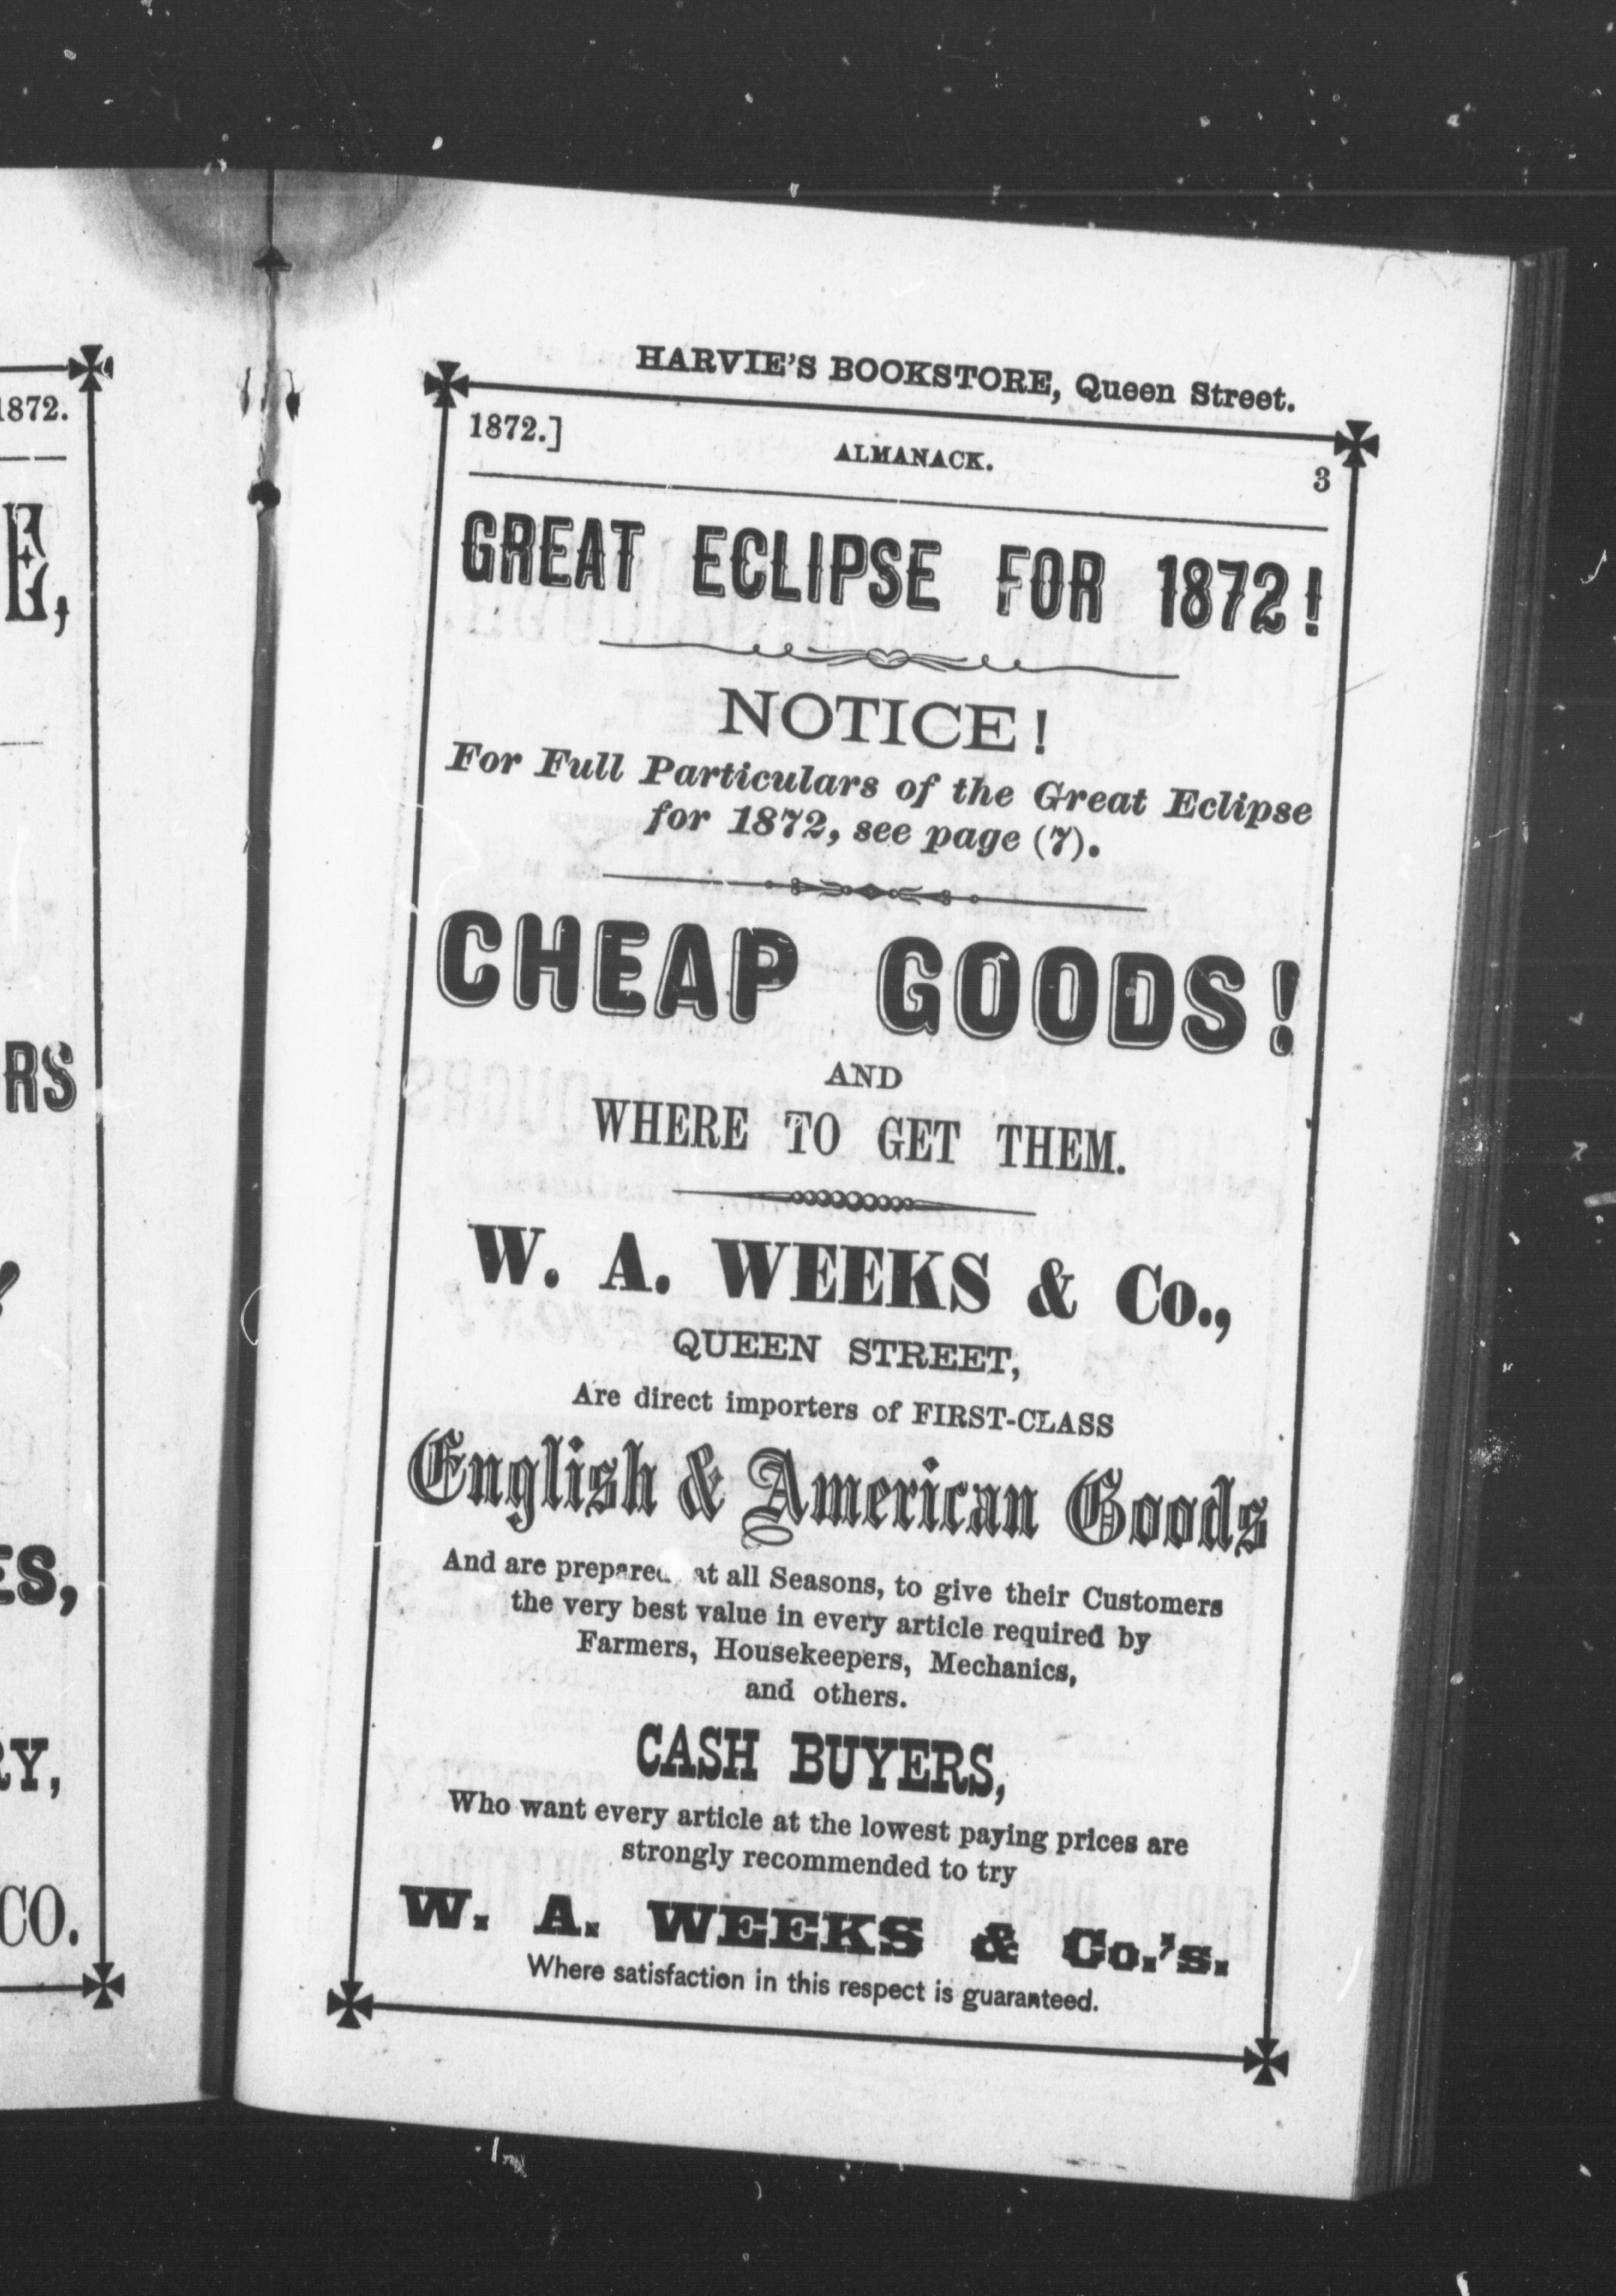 1872.
E,
RS
ES,
RY,
CO.
HARVIE'S BOOKSTORE, Queen Street.
1872.] ALMANACK. 3
GREAT ECLIPSE FOR 1872!
NOTICE!
For Full Particulars of the Great Eclipse
for 1872, see page (7).
CHEAP GOODS!
AND
WHERE TO GET THEM.
W. A. WEEKS & Co.,
QUEEN STREET,
Are direct importers of FIRST-CLASS
English & American Goods
And are prepared at all Seasons, to give their Customers
the very best value in every article required by
Farmers, Housekeepers, Mechanics,
and others.
CASH BUYERS,
Who want every article at the lowest paying prices are
strongly recommended to try
W. A. WEEKS & Co.'s.
Where satisfaction in this respect is guaranteed.